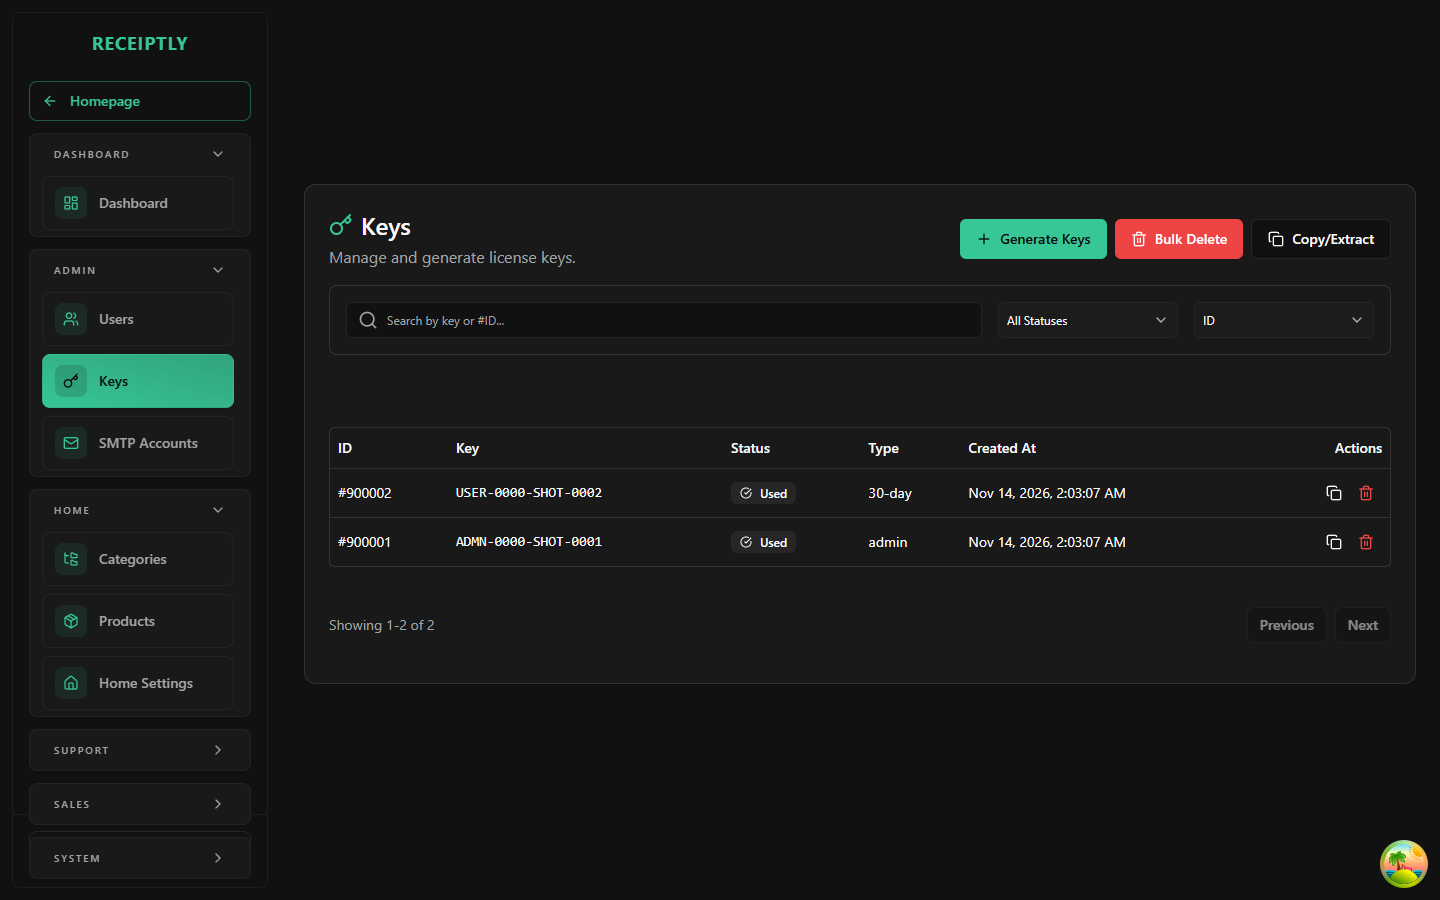 RECEIPTLY
Homepage
DASHBOARD
Dashboard
ADMIN
Users
Keys
SMTP Accounts
HOME
Categories
Products
Home Settings
SUPPORT
SALES
SYSTEM
Keys
Manage and generate license keys.
Generate Keys
Bulk Delete
Copy/Extract
Search by key or #ID...
All Statuses
ID
ID Key Status Type Created At Actions
#900002 USER-0000-SHOT-0002 Used 30-day Nov 14, 2026, 2:03:07 AM
#900001 ADMN-0000-SHOT-0001 Used admin Nov 14, 2026, 2:03:07 AM
Showing 1-2 of 2
Previous
Next